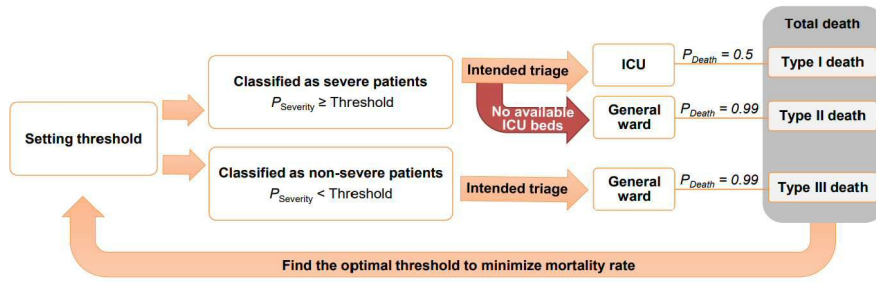 Total death
Classified as severe patients
P_Severity ≥ Threshold
Intended triage
ICU
P_Death = 0.5
Type I death
No available
ICU beds
General
ward
P_Death = 0.99
Type II death
Setting threshold
Classified as non-severe patients
P_Severity < Threshold
Intended triage
General
ward
P_Death = 0.99
Type III death
Find the optimal threshold to minimize mortality rate